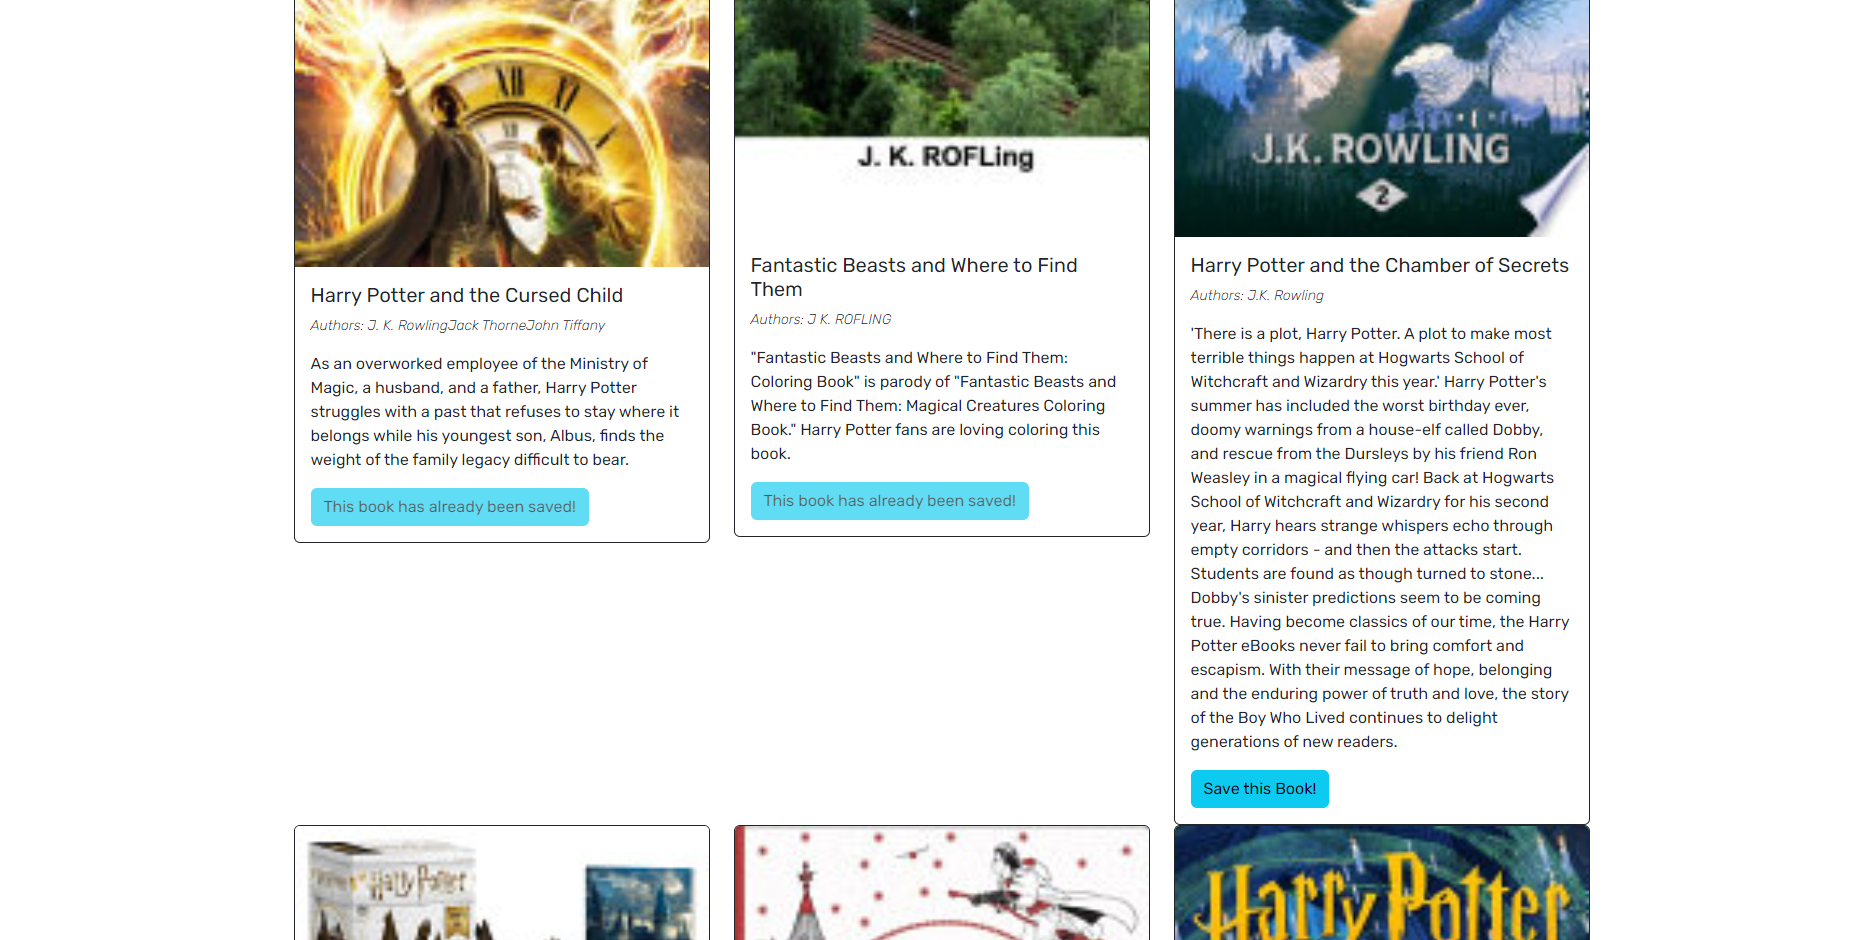 XII
XI
XII
Harry Potter and the Cursed Child
Authors: J. K. RowlingJack ThorneJohn Tiffany
As an overworked employee of the Ministry of
Magic, a husband, and a father, Harry Potter
struggles with a past that refuses to stay where it
belongs while his youngest son, Albus, finds the
weight of the family legacy difficult to bear.
This book has already been saved!
J. K. ROFLing
Fantastic Beasts and Where to Find
Them
Authors: J K. ROFLING
"Fantastic Beasts and Where to Find Them:
Coloring Book" is parody of "Fantastic Beasts and
Where to Find Them: Magical Creatures Coloring
Book." Harry Potter fans are loving coloring this
book.
This book has already been saved!
J.K. ROWLING
2
Harry Potter and the Chamber of Secrets
Authors: J.K. Rowling
'There is a plot, Harry Potter. A plot to make most
terrible things happen at Hogwarts School of
Witchcraft and Wizardry this year.' Harry Potter's
summer has included the worst birthday ever,
doomy warnings from a house-elf called Dobby,
and rescue from the Dursleys by his friend Ron
Weasley in a magical flying car! Back at Hogwarts
School of Witchcraft and Wizardry for his second
year, Harry hears strange whispers echo through
empty corridors - and then the attacks start.
Students are found as though turned to stone...
Dobby's sinister predictions seem to be coming
true. Having become classics of our time, the Harry
Potter eBooks never fail to bring comfort and
escapism. With their message of hope, belonging
and the enduring power of truth and love, the story
of the Boy Who Lived continues to delight
generations of new readers.
Save this Book!
Harry Potter
Harry Potter